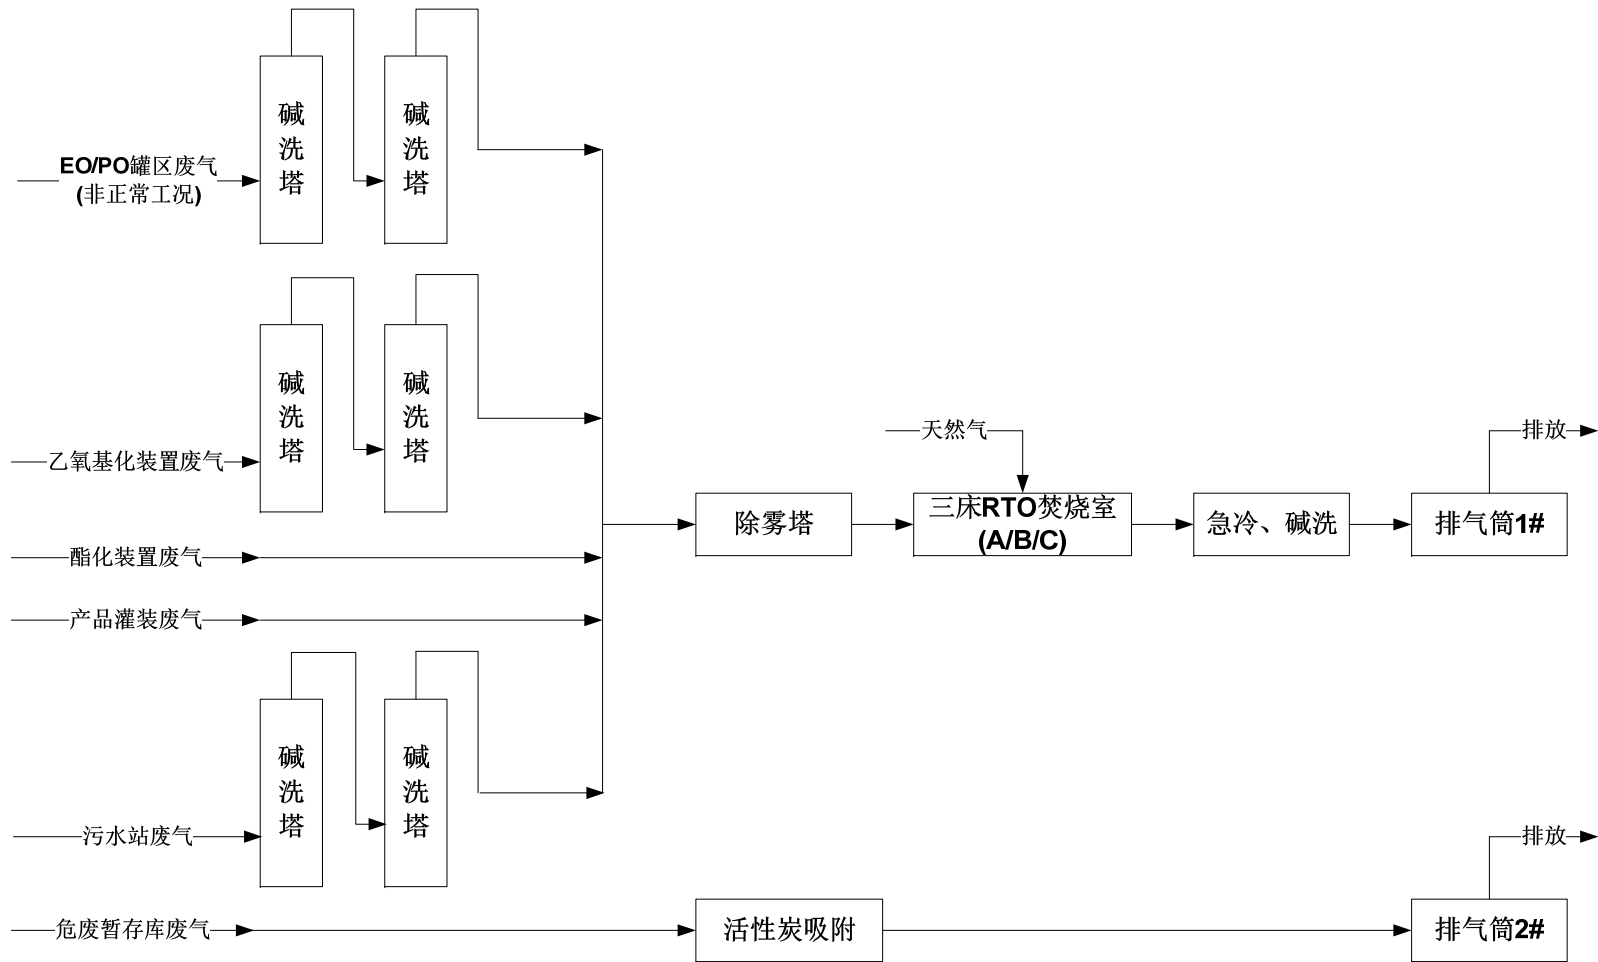 碱洗塔
碱洗塔
EO/PO罐区废气
(非正常工况)
碱洗塔
碱洗塔
乙氧基化装置废气
天然气
排放
除雾塔
三床RTO焚烧室
(A/B/C)
急冷、碱洗
排气筒1#
酯化装置废气
产品灌装废气
碱洗塔
碱洗塔
污水站废气
排放
危废暂存库废气
活性炭吸附
排气筒2#